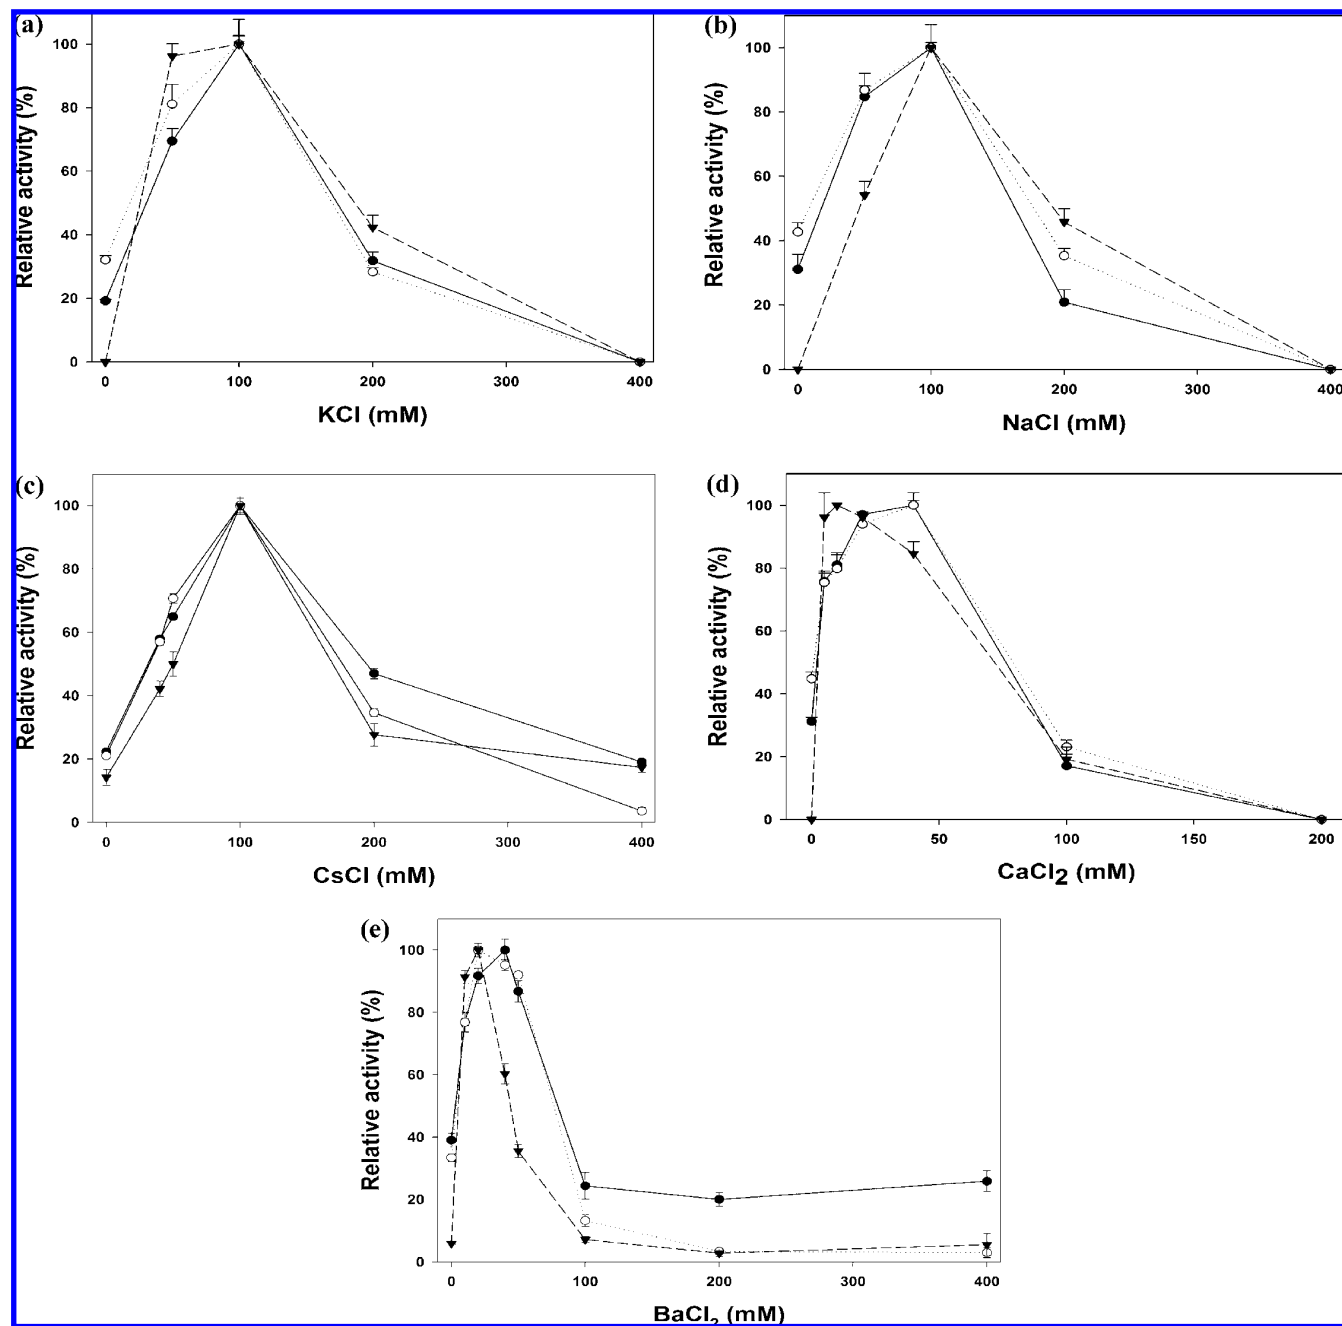 (a)
Relative activity (%)
100
80
60
40
20
0
0 100 200 300 400
KCl (mM)
(b)
Relative activity (%)
100
80
60
40
20
0
0 100 200 300 400
NaCl (mM)
(c)
Relative activity (%)
100
80
60
40
20
0
0 100 200 300 400
CsCl (mM)
(d)
Relative activity (%)
100
80
60
40
20
0
0 50 100 150 200
CaCl2 (mM)
(e)
Relative activity (%)
100
80
60
40
20
0
0 100 200 300 400
BaCl2 (mM)